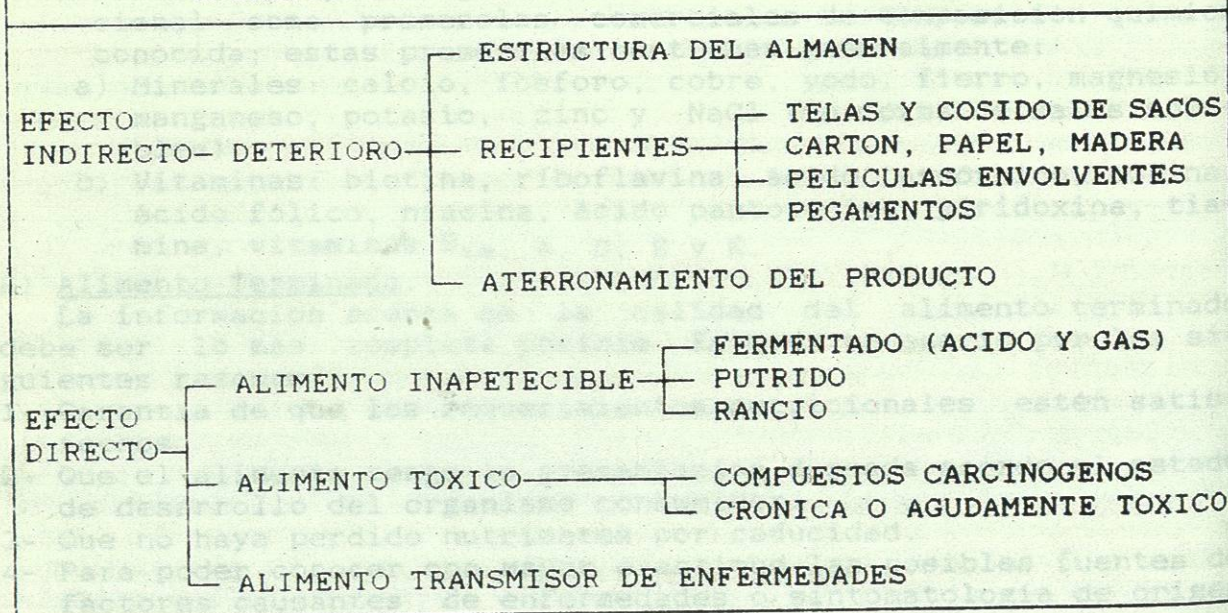 ESTRUCTURA DEL ALMACEN
EFECTO
INDIRECTO DETERIORO RECIPIENTES TELAS Y COSIDO DE SACOS
CARTON, PAPEL, MADERA
PELICULAS ENVOLVENTES
PEGAMENTOS
ATERRONAMIENTO DEL PRODUCTO
ALIMENTO INAPETECIBLE FERMENTADO (ACIDO Y GAS)
PUTRIDO
RANCIO
EFECTO
DIRECTO
ALIMENTO TOXICO COMPUESTOS CARCINOGENOS
CRONICA O AGUDAMENTE TOXICO
ALIMENTO TRANSMISOR DE ENFERMEDADES